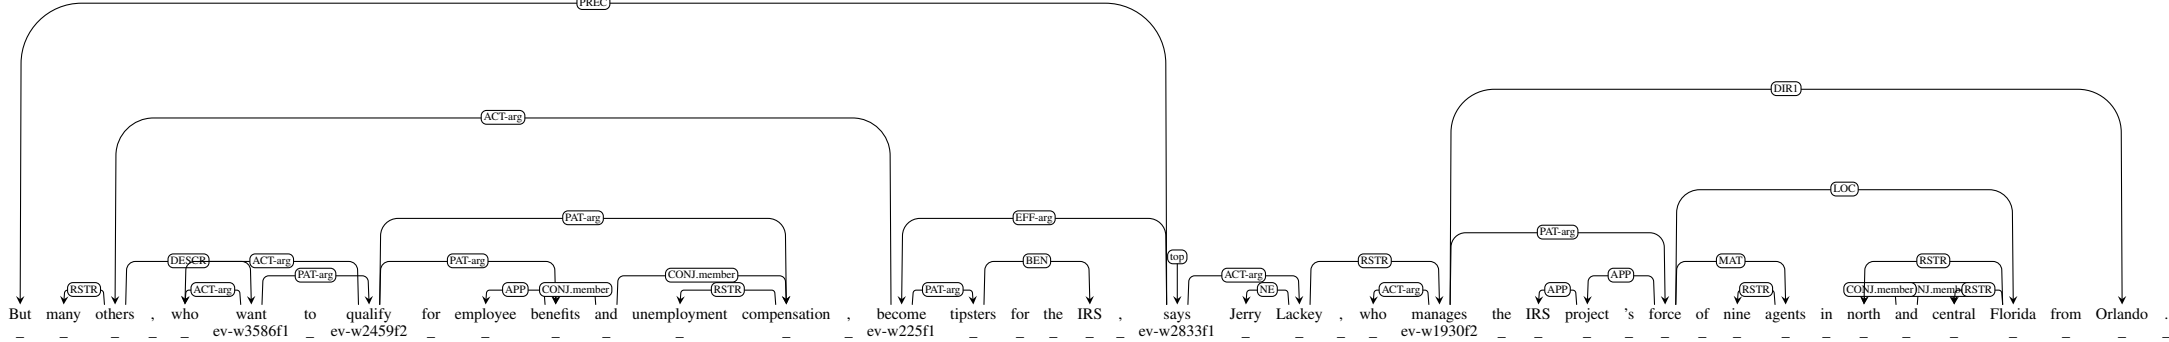 PREC
DIR1
ACT-arg
LOC
PAT-arg EFF-arg
PAT-arg
top
DESCR ACT-arg PAT-arg BEN RSTR MAT RSTR
PAT-arg CONJ.member ACT-arg APP
RSTR ACT-arg APP CONJ.member RSTR PAT-arg NE ACT-arg APP RSTR CONJ.member RSTR
But many others , who want to qualify for employee benefits and unemployment compensation , become tipsters for the IRS , says Jerry Lackey , who manages the IRS project 's force of nine agents in north and central Florida from Orlando .
ev-w3586f1 _ ev-w2459f2 ev-w225f1 ev-w2833f1 ev-w1930f2